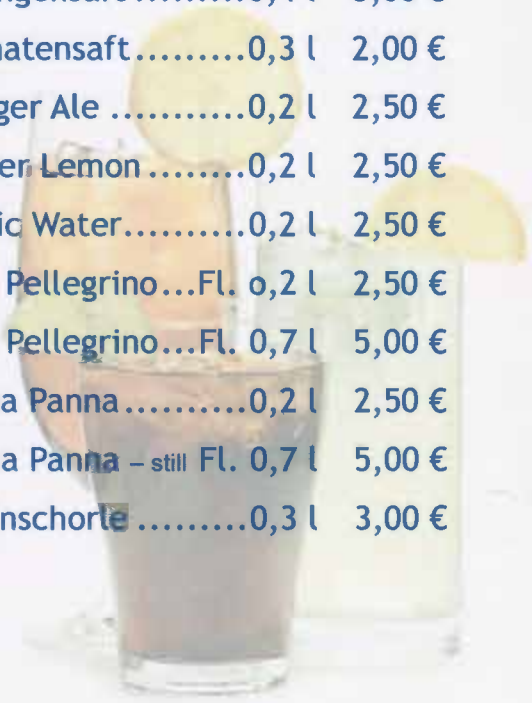 atensaft.........0,3 l 2,00 €
ger Ale ...........0,2 l 2,50 €
er Lemon ........0,2 l 2,50 €
ic Water..........0,2 l 2,50 €
Pellegrino...Fl. o,2 l 2,50 €
Pellegrino...Fl. 0,7 l 5,00 €
a Panna ..........0,2 l 2,50 €
a Panna – still Fl. 0,7 l 5,00 €
nschorle .........0,3 l 3,00 €